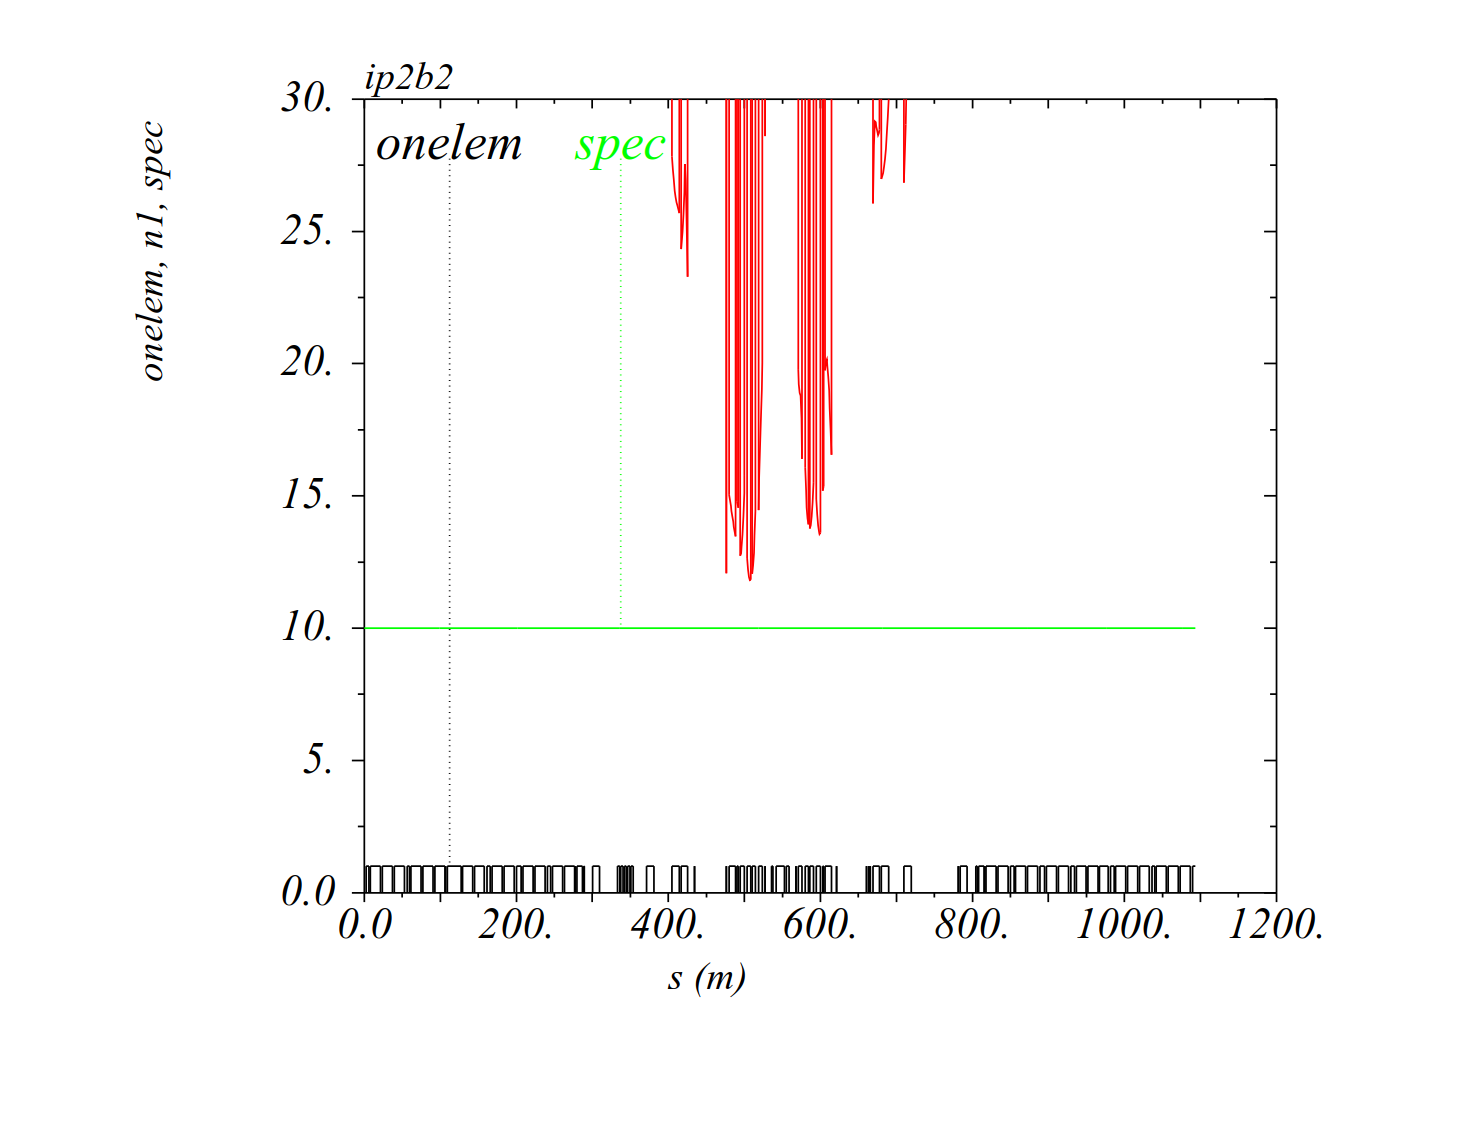 ip2b2
30.
onelem spec
25.
20.
15.
10.
5.
0.0
onelem, n1, spec
0.0 200. 400. 600. 800. 1000. 1200.
s (m)